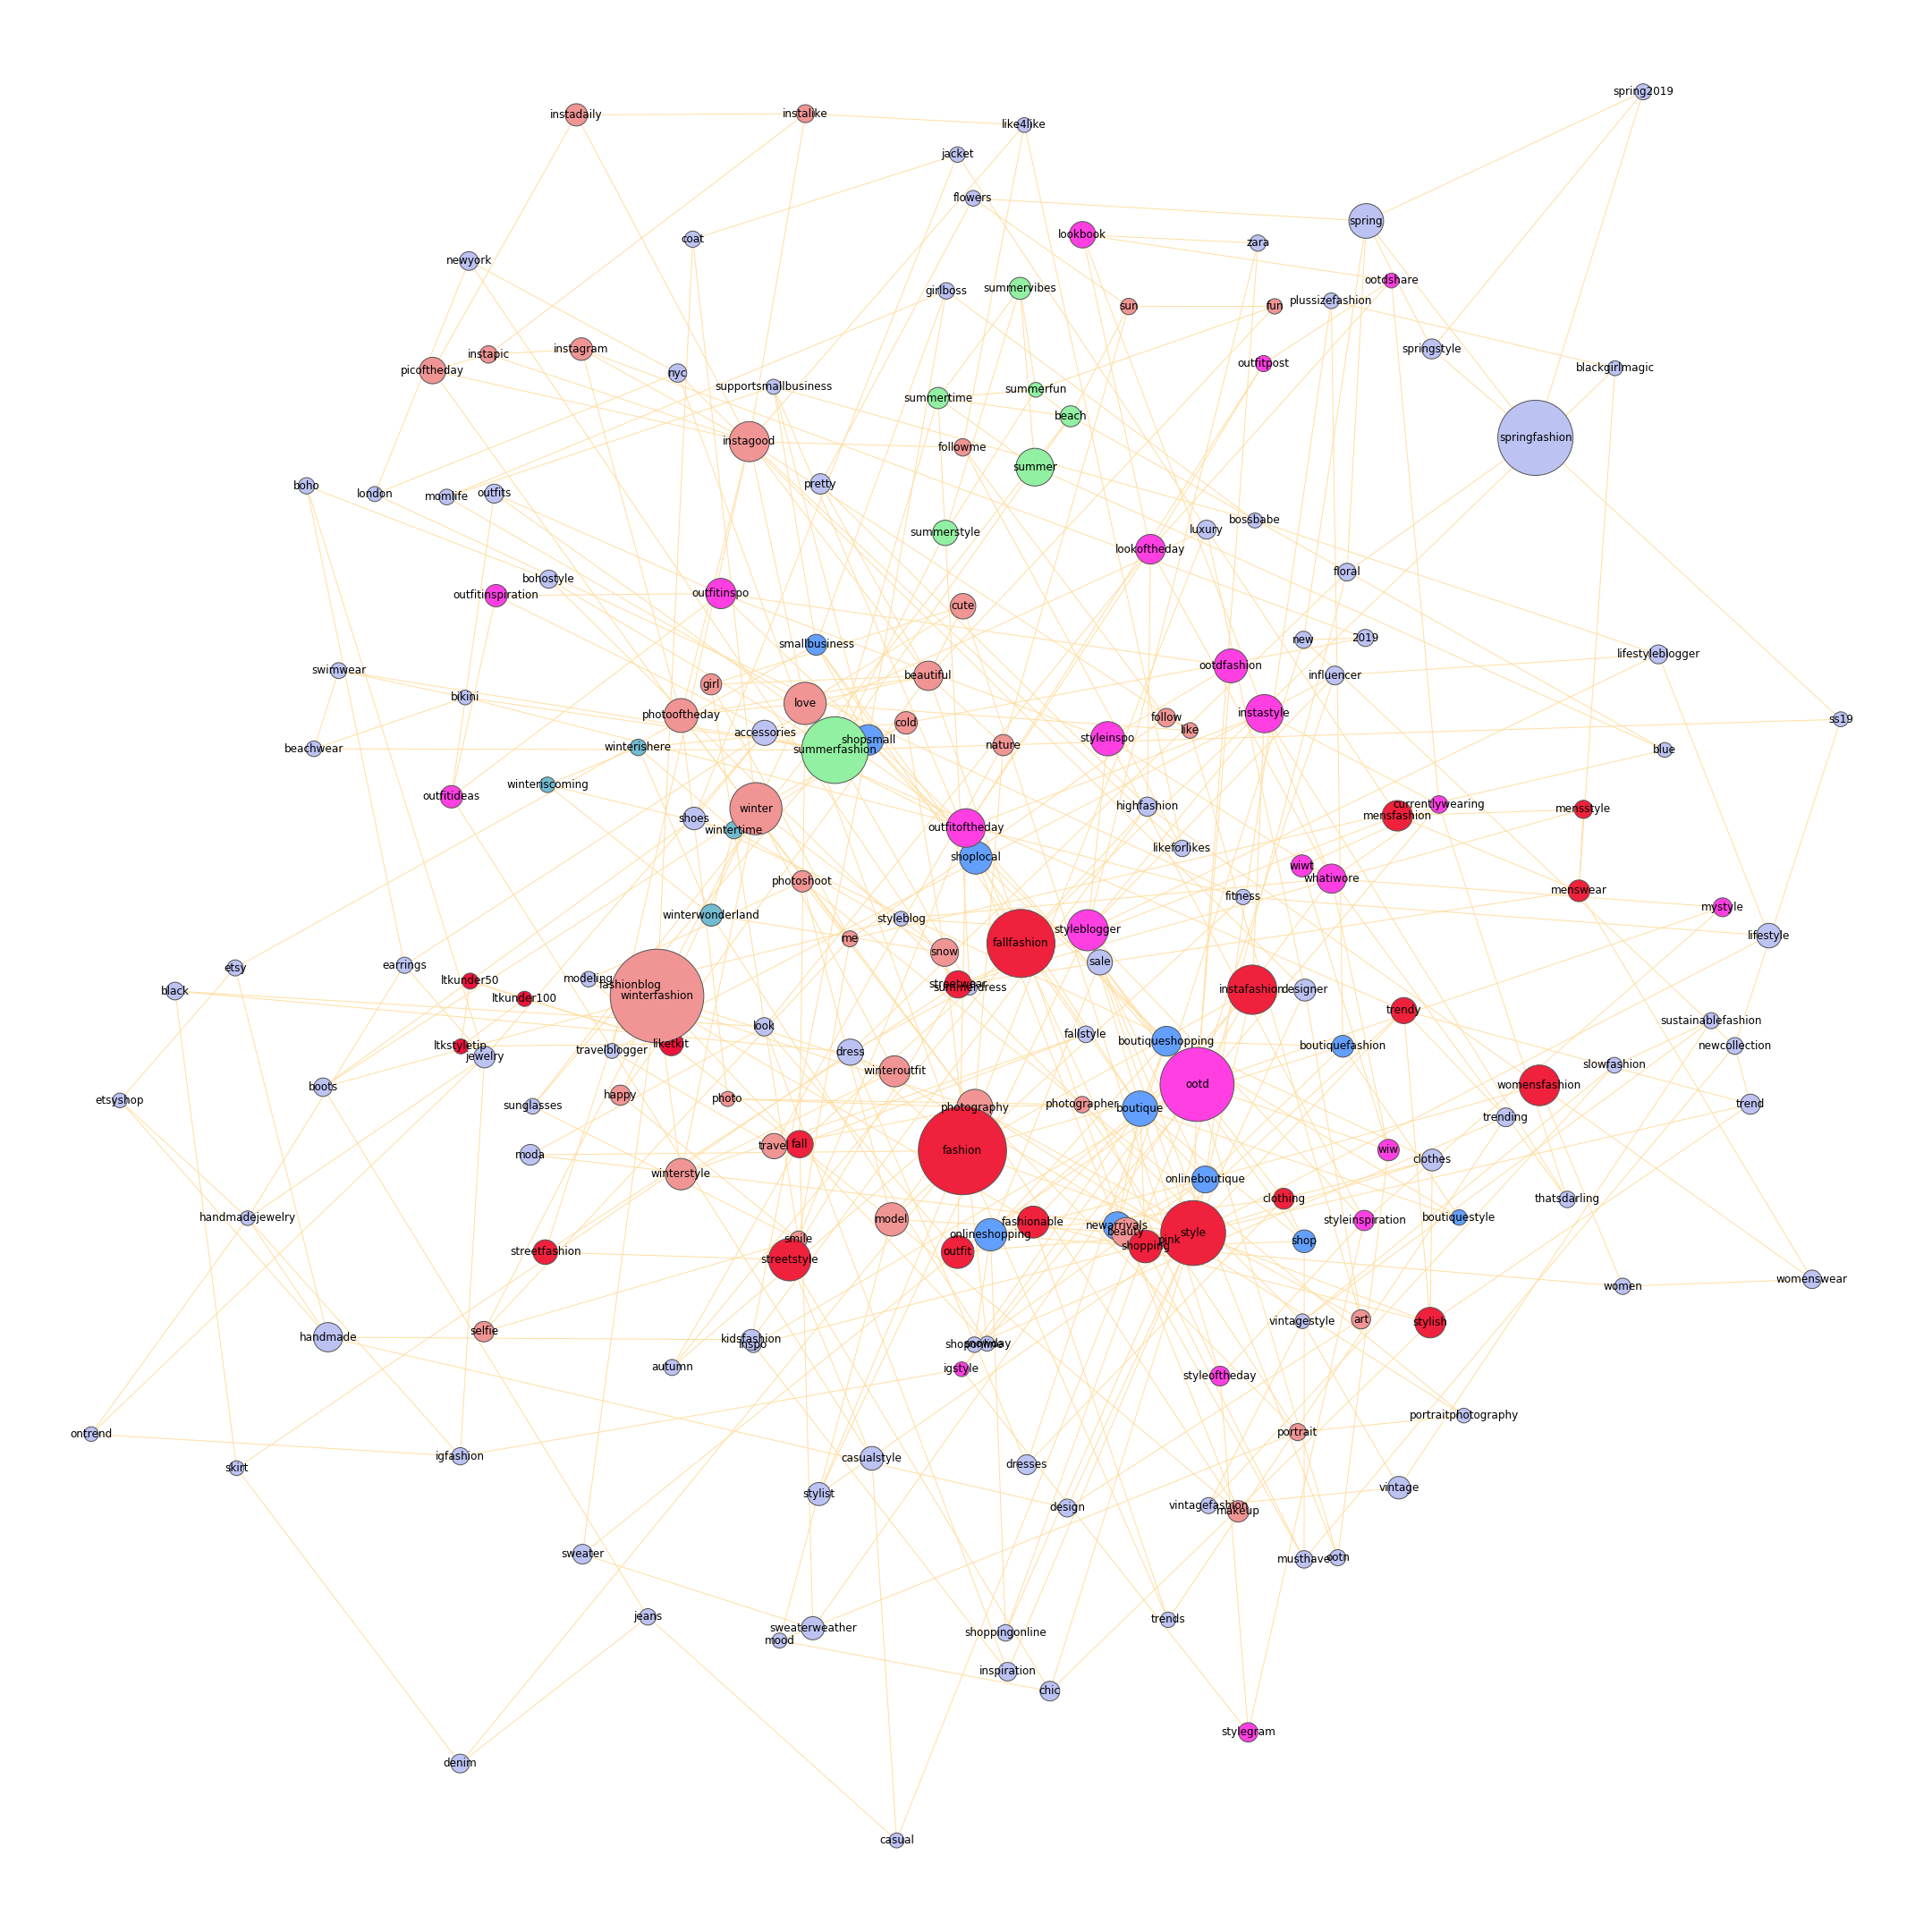 spring2019
instadaily
instalike
like4like
jacket
flowers
spring
lookbook
coat
zara
newyork
ootdshare
summervibes
girlboss
plussizefashion
sun
fun
instagram
springstyle
instapic
outfitpost
blackgirlmagic
picoftheday
nyc
supportsmallbusiness
summerfun
summertime
beach
springfashion
instagood
followme
summer
pretty
boho
london
outfits
momlife
bossbabe
luxury
summerstyle
lookoftheday
floral
bohostyle
outfitinspiration
outfitinspo
cute
2019
new
smallbusiness
lifestyleblogger
ootdfashion
swimwear
beautiful
influencer
girl
bikini
love
instastyle
photooftheday
follow
ss19
cold
like
accessories
styleinspo
shopsmall
nature
winterishere
beachwear
summerfashion
blue
winteriscoming
outfitideas
currentlywearing
highfashion
winter
mensstyle
mensfashion
shoes
outfitoftheday
wintertime
likeforlikes
shoplocal
wiwt
whatiwore
photoshoot
menswear
fitness
mystyle
winterwonderland
styleblog
styleblogger
lifestyle
me
fallfashion
snow
sale
earrings
etsy
modeling
ltkunder50
fashionblog
streetwear
summerdress
instafashion
designer
black
winterfashion
ltkunder100
trendy
sustainablefashion
look
fallstyle
boutiqueshopping
liketkit
ltkstyletip
boutiquefashion
newcollection
travelblogger
dress
jewelry
slowfashion
winteroutfit
ootd
womensfashion
boots
happy
photo
etsyshop
sunglasses
photographer
photography
boutique
trend
trending
travel
fall
fashion
wiw
moda
clothes
winterstyle
onlineboutique
clothing
thatsdarling
handmadejewelry
boutiquestyle
model
styleinspiration
fashionable
newarrivals
beauty
style
onlineshopping
smile
pink
shop
shopping
streetfashion
outfit
streetstyle
womenswear
women
art
vintagestyle
stylish
selfie
handmade
kidsfashion
inspo
snowday
autumn
igstyle
styleoftheday
portraitphotography
portrait
ontrend
igfashion
casualstyle
dresses
skirt
vintage
stylist
design
vintagefashion
makeup
sweater
musthave
ootn
jeans
trends
sweaterweather
shoppingonline
mood
inspiration
chic
stylegram
denim
casual